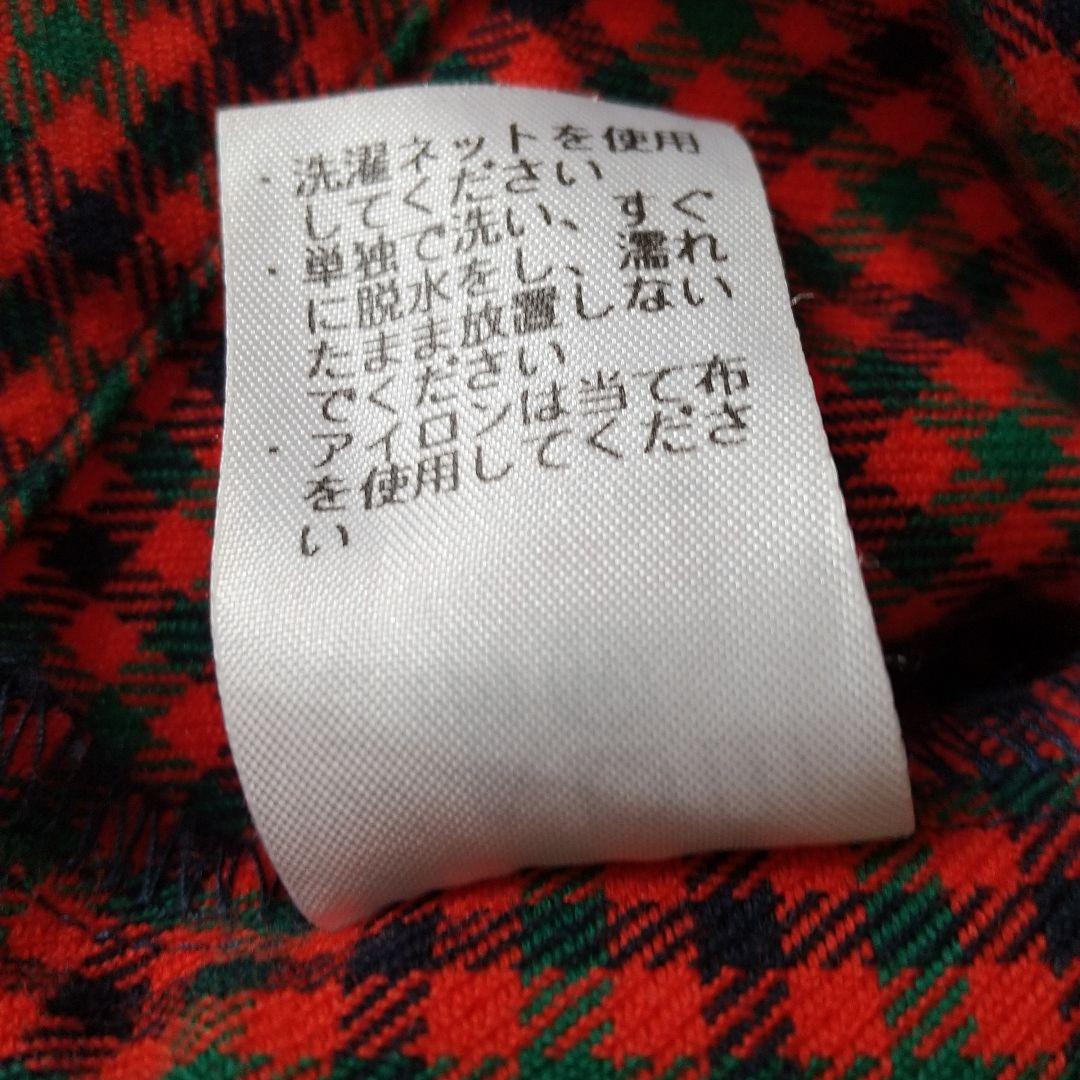 ・洗濯ネットを使用
してください
・単独で洗い、すぐ
に脱水をし、濡れ
たまま放置しない
でください
・アイロンは当て布
を使用してくださ
い